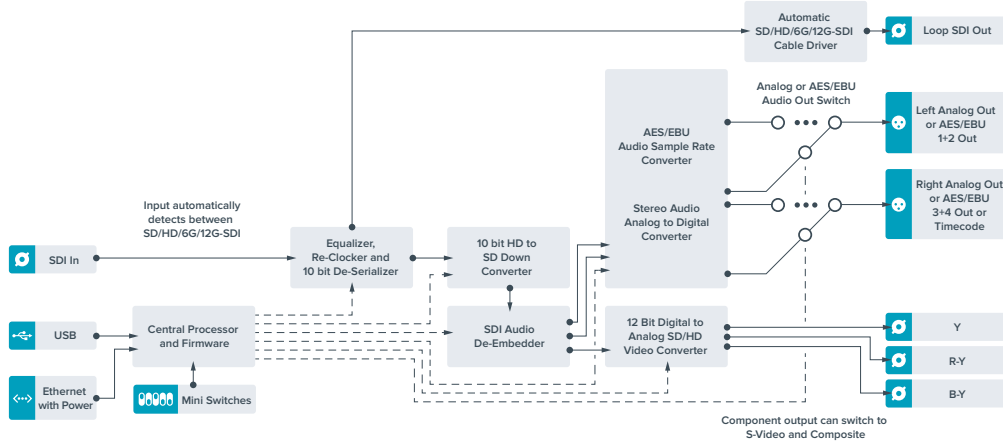 Automatic
SD/HD/6G/12G-SDI
Cable Driver
Loop SDI Out
Analog or AES/EBU
Audio Out Switch
AES/EBU
Audio Sample Rate
Converter
Stereo Audio
Analog to Digital
Converter
Left Analog Out
or AES/EBU
1+2 Out
Right Analog Out
or AES/EBU
3+4 Out or
Timecode
Input automatically
detects between
SD/HD/6G/12G-SDI
SDI In
Equalizer,
Re-Clocker and
10 bit De-Serializer
10 bit HD to
SD Down
Converter
USB
Central Processor
and Firmware
SDI Audio
De-Embedder
12 Bit Digital to
Analog SD/HD
Video Converter
Y
R-Y
B-Y
Ethernet
with Power
Mini Switches
Component output can switch to
S-Video and Composite